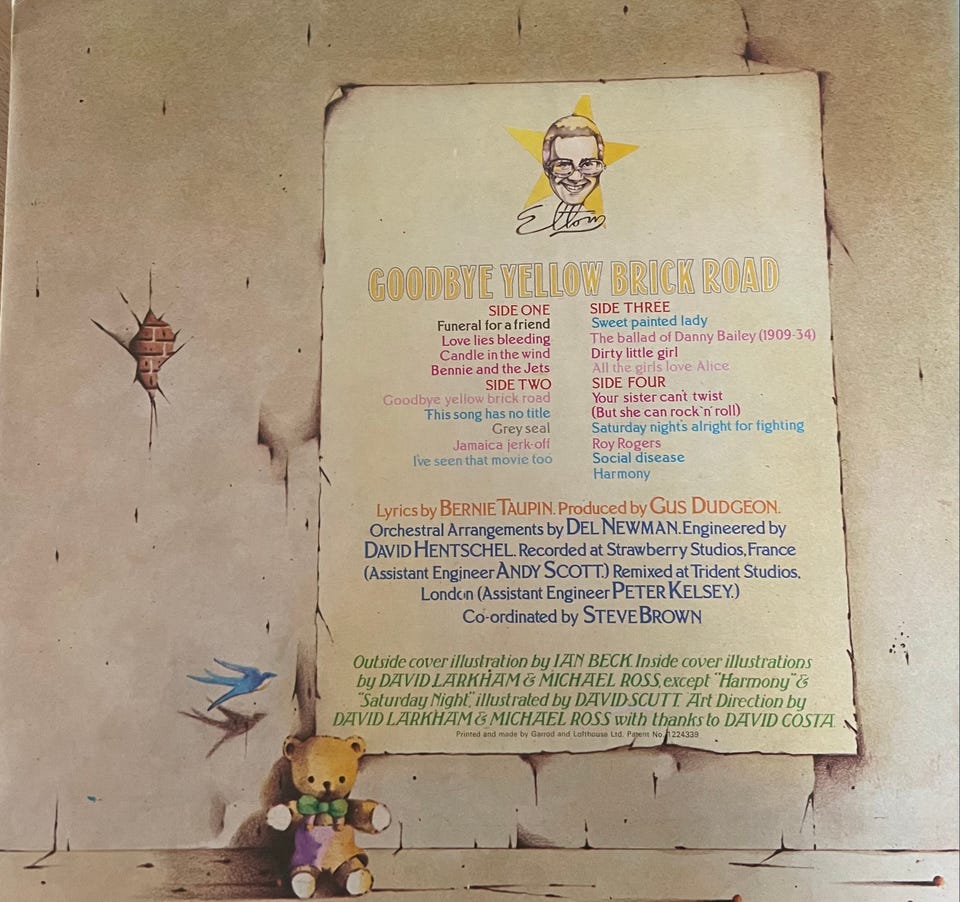 Elton
GOODBYE YELLOW BRICK ROAD
SIDE ONE
Funeral for a friend
Love lies bleeding
Candle in the wind
Bennie and the Jets
SIDE TWO
Goodbye yellow brick road
This song has no title
Grey seal
Jamaica jerk-off
I've seen that movie too
SIDE THREE
Sweet painted lady
The ballad of Danny Bailey (1909-34)
Dirty little girl
All the girls love Alice
SIDE FOUR
Your sister can't twist
(But she can rock 'n' roll)
Saturday night's alright for fighting
Roy Rogers
Social disease
Harmony
Lyrics by BERNIE TAUPIN. Produced by GUS DUDGEON.
Orchestral Arrangements by DEL NEWMAN. Engineered by
DAVID HENTSCHEL. Recorded at Strawberry Studios, France
(Assistant Engineer ANDY SCOTT.) Remixed at Trident Studios,
London (Assistant Engineer PETER KELSEY.)
Co-ordinated by STEVE BROWN
Outside cover illustration by IAN BECK. Inside cover illustrations
by DAVID LARKHAM & MICHAEL ROSS, except "Harmony" &
"Saturday Night", illustrated by DAVID SCUTT. Art Direction by
DAVID LARKHAM & MICHAEL ROSS with thanks to DAVID COSTA.
Printed and made by Garrod and Lofthouse Ltd. Patent No. 1224339